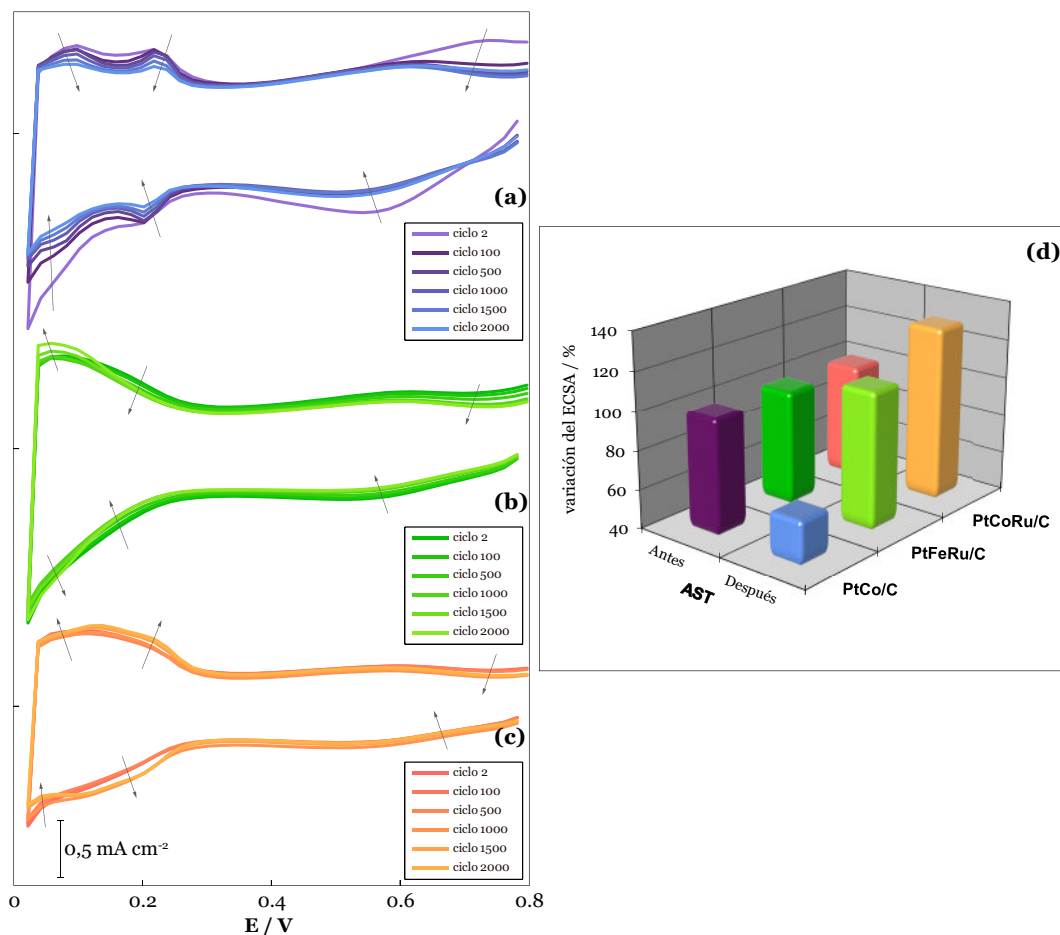 (a)
ciclo 2
ciclo 100
ciclo 500
ciclo 1000
ciclo 1500
ciclo 2000
(b)
ciclo 2
ciclo 100
ciclo 500
ciclo 1000
ciclo 1500
ciclo 2000
(c)
ciclo 2
ciclo 100
ciclo 500
ciclo 1000
ciclo 1500
ciclo 2000
0,5 mA cm-2
0 0.2 0.4 0.6 0.8
E / V
(d)
variación del ECSA / %
140
120
100
80
60
40
Antes
Después
AST
PtCo/C
PtFeRu/C
PtCoRu/C